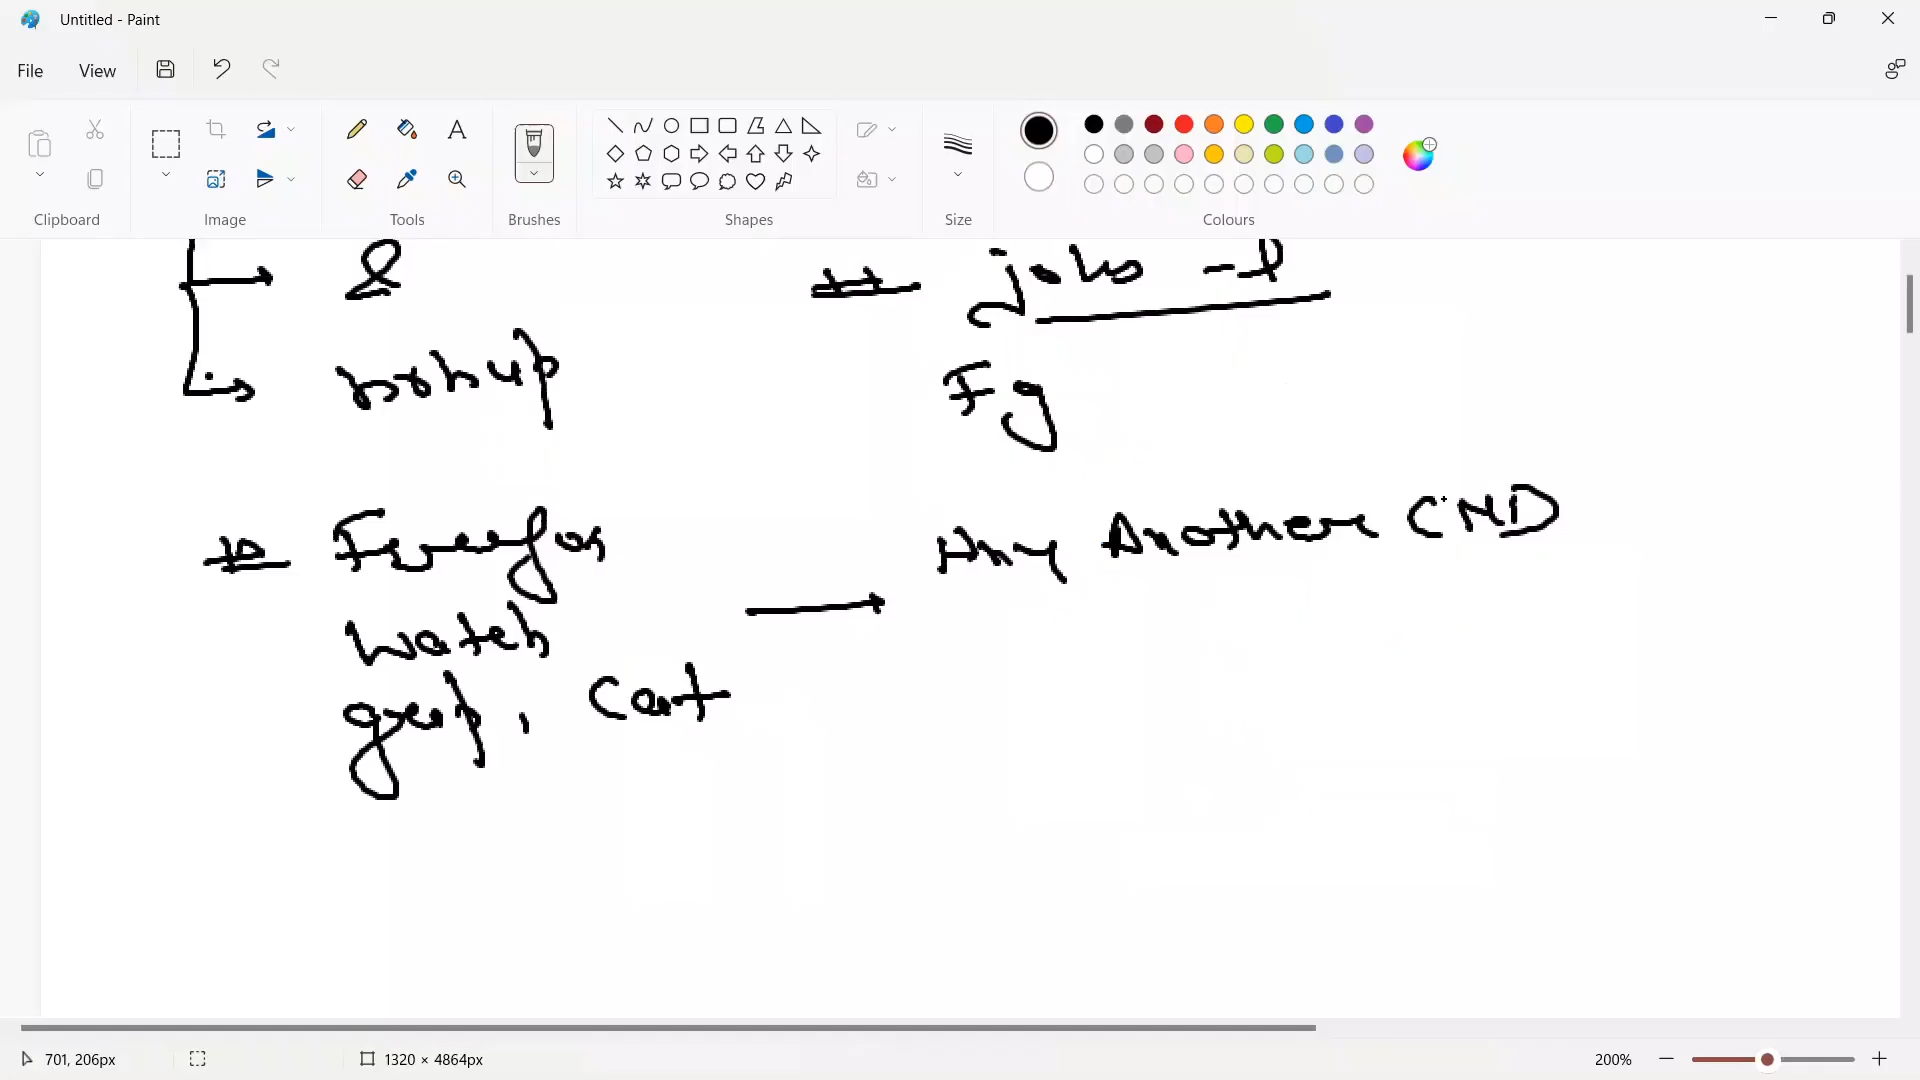 Untitled - Paint
File View
Clipboard Image Tools Brushes Shapes Size Colours
& jobs -l
nohup Fg
Any Another CMD
watch
grep, cat
701, 206px 1320 × 4864px 200%